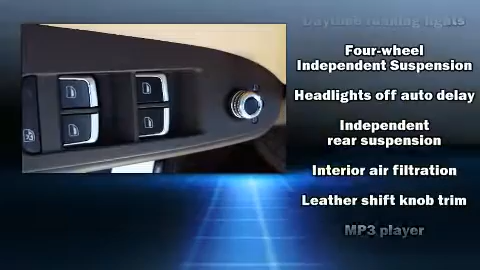 Daytime running lights
Four-wheel
Independent Suspension
Headlights off auto delay
Independent
rear suspension
Interior air filtration
Leather shift knob trim
MP3 player